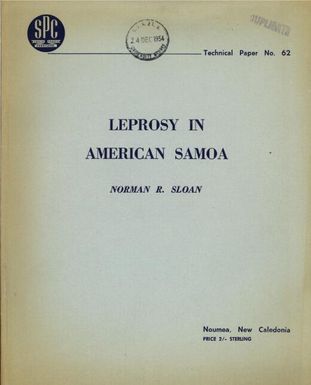 SPC
24 DEC 1954
DUPLICATE
Technical Paper No. 62
LEPROSY IN
AMERICAN SAMOA
NORMAN R. SLOAN
Noumea, New Caledonia
PRICE 2/- STERLING